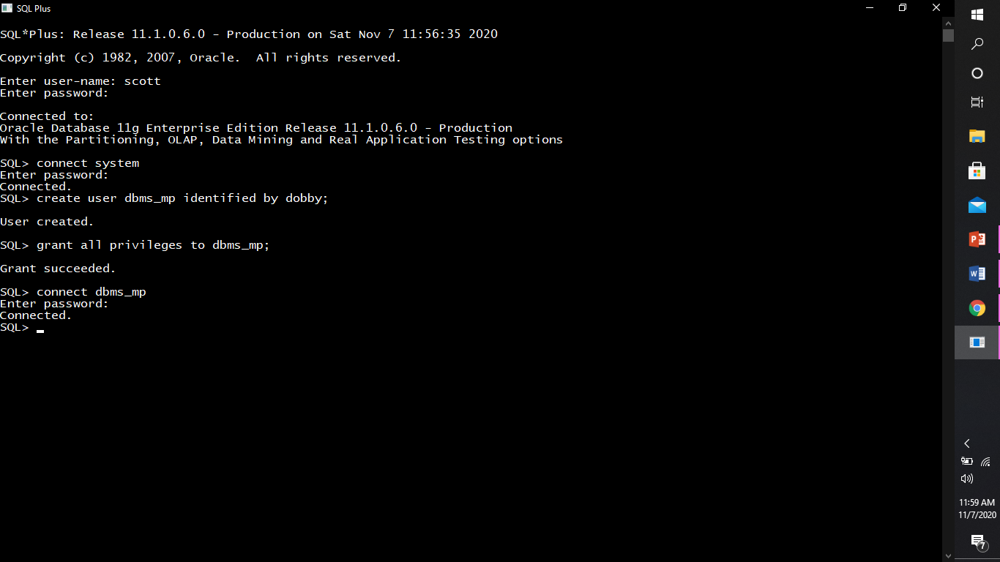 SQL Plus
SQL*Plus: Release 11.1.0.6.0 - Production on Sat Nov 7 11:56:35 2020
Copyright (c) 1982, 2007, Oracle.  All rights reserved.
Enter user-name: scott
Enter password:
Connected to:
Oracle Database 11g Enterprise Edition Release 11.1.0.6.0 - Production
With the Partitioning, OLAP, Data Mining and Real Application Testing options
SQL> connect system
Enter password:
Connected.
SQL> create user dbms_mp identified by dobby;
User created.
SQL> grant all privileges to dbms_mp;
Grant succeeded.
SQL> connect dbms_mp
Enter password:
Connected.
SQL>
P
W
11:59 AM
11/7/2020
7